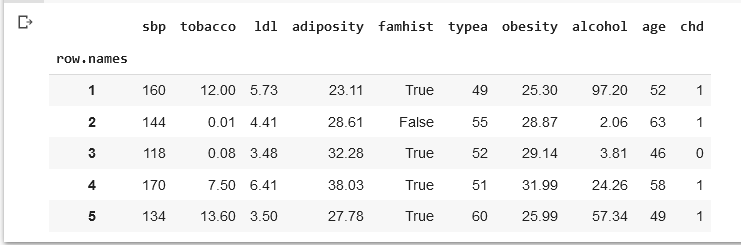 sbp tobacco ldl adiposity famhist typea obesity alcohol age chd
row.names
1 160 12.00 5.73 23.11 True 49 25.30 97.20 52 1
2 144 0.01 4.41 28.61 False 55 28.87 2.06 63 1
3 118 0.08 3.48 32.28 True 52 29.14 3.81 46 0
4 170 7.50 6.41 38.03 True 51 31.99 24.26 58 1
5 134 13.60 3.50 27.78 True 60 25.99 57.34 49 1